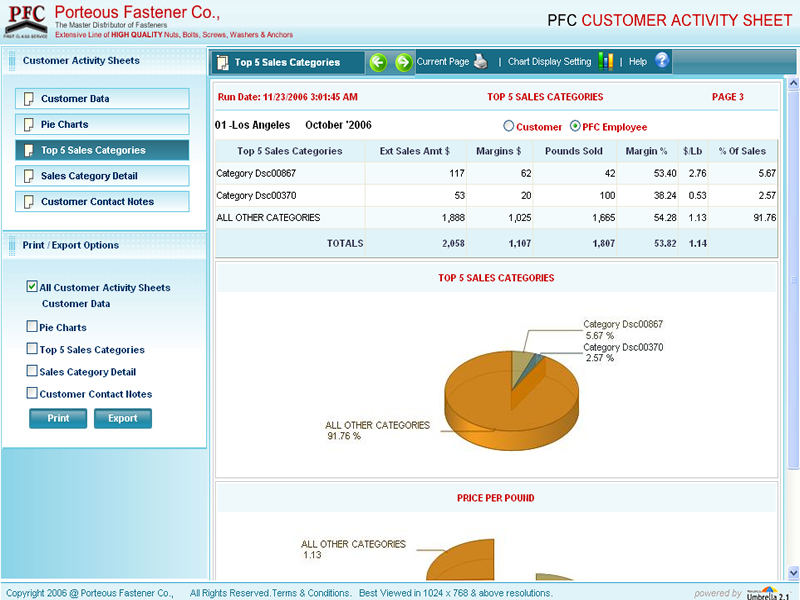 PFC
FIRST CLASS SERVICE
Porteous Fastener Co.,
The Master Distributor of Fasteners
Extensive Line of HIGH QUALITY Nuts, Bolts, Screws, Washers & Anchors
PFC CUSTOMER ACTIVITY SHEET
Customer Activity Sheets
Customer Data
Pie Charts
Top 5 Sales Categories
Sales Category Detail
Customer Contact Notes
Print / Export Options
All Customer Activity Sheets
Customer Data
Pie Charts
Top 5 Sales Categories
Sales Category Detail
Customer Contact Notes
Print Export
Top 5 Sales Categories Current Page | Chart Display Setting | Help ?
Run Date: 11/23/2006 3:01:45 AM TOP 5 SALES CATEGORIES PAGE 3
01 -Los Angeles October '2006 Customer PFC Employee
Top 5 Sales Categories Ext Sales Amt $ Margins $ Pounds Sold Margin % $/Lb % Of Sales
Category Dsc00867 117 62 42 53.40 2.76 5.67
Category Dsc00370 53 20 100 38.24 0.53 2.57
ALL OTHER CATEGORIES 1,888 1,025 1,665 54.28 1.13 91.76
TOTALS 2,058 1,107 1,807 53.82 1.14
TOP 5 SALES CATEGORIES
Category Dsc00867
5.67 %
Category Dsc00370
2.57 %
ALL OTHER CATEGORIES
91.76 %
PRICE PER POUND
ALL OTHER CATEGORIES
1.13
Copyright 2006 @ Porteous Fastener Co., All Rights Reserved.Terms & Conditions. Best Viewed in 1024 x 768 & above resolutions. powered by
Umbrella 2.1